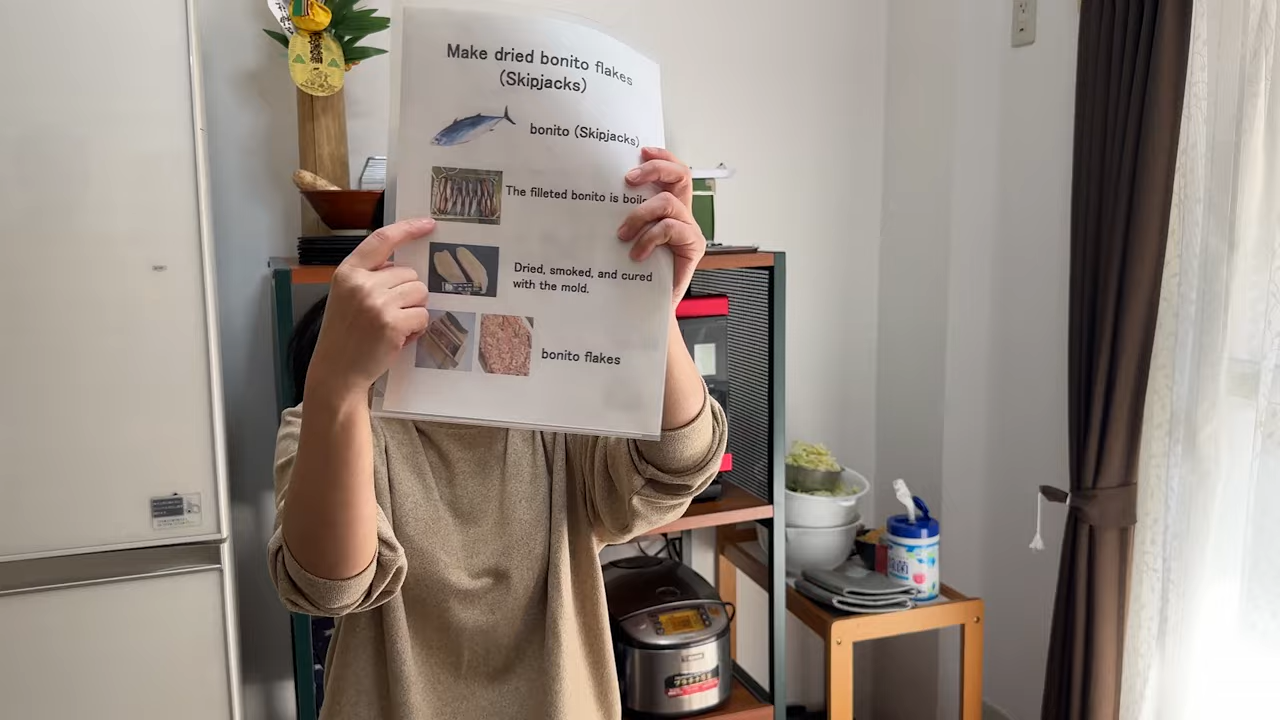 Make dried bonito flakes
(Skipjacks)
bonito (Skipjacks)
The filleted bonito is
Dried, smoked, and cured
with the mold.
bonito flakes